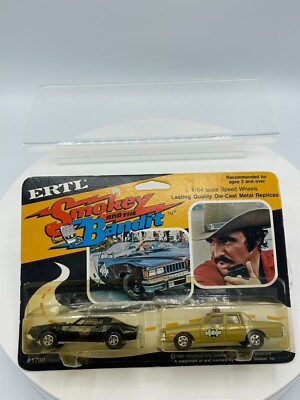 ERTL
Smokey
AND THE
Bandit
TM
Recommended for
ages 3 and over
1/64 scale Speed Wheels
Lasting Quality Die-Cast Metal Replicas
#1790